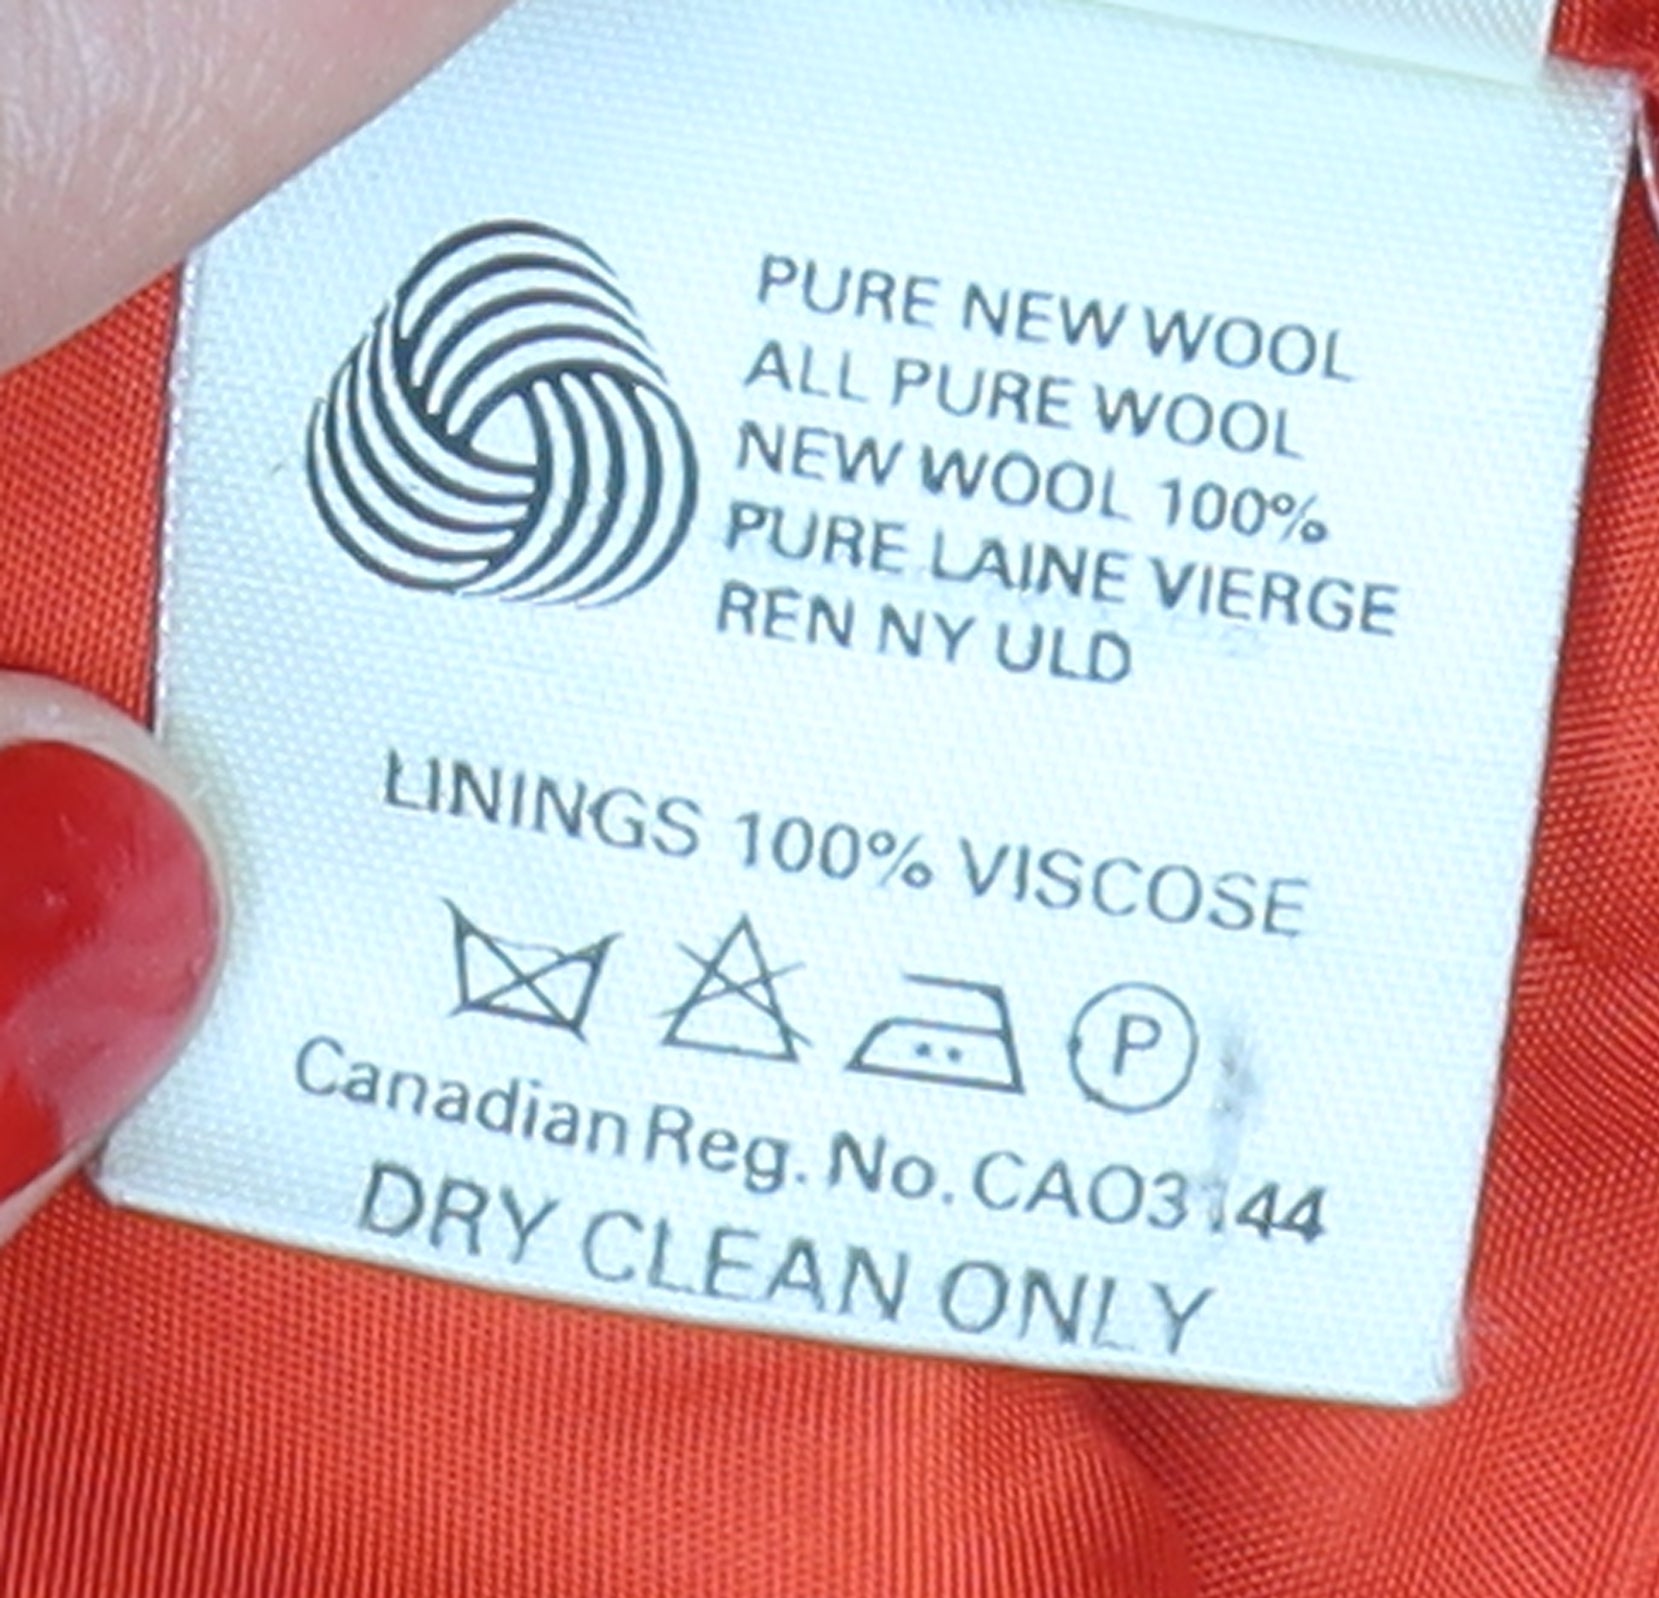 PURE NEW WOOL
ALL PURE WOOL
NEW WOOL 100%
PURE LAINE VIERGE
REN NY ULD
LININGS 100% VISCOSE
P
Canadian Reg. No.
DRY CLEAN ONLY